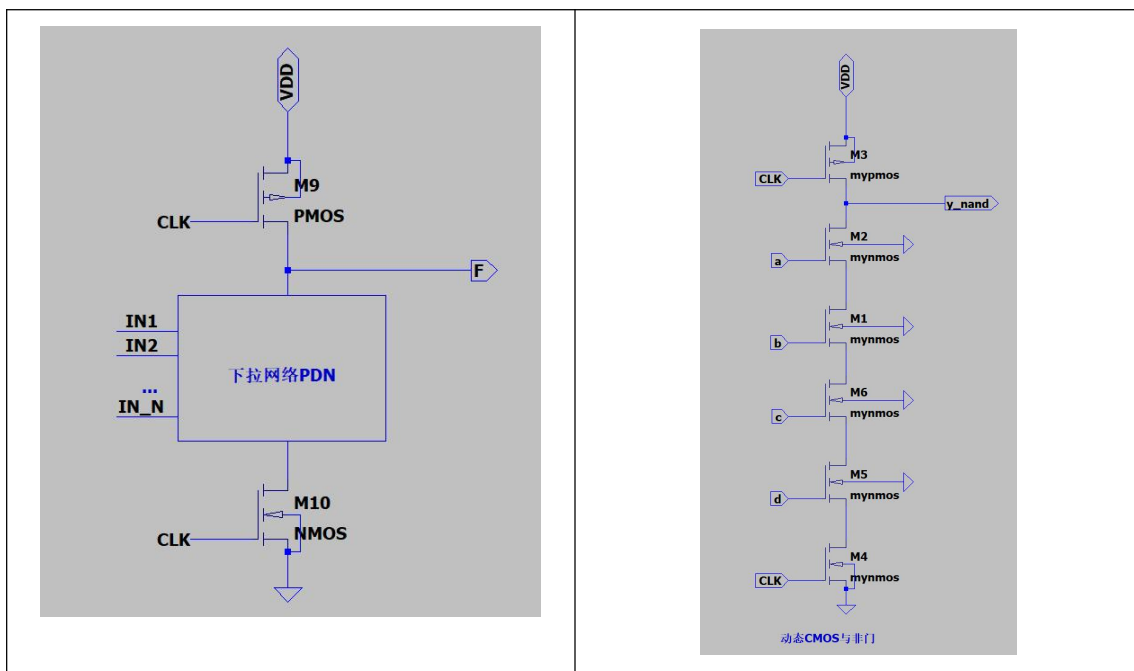 VDD
M9
PMOS
CLK
F
IN1
IN2
...
IN_N
下拉网络PDN
M10
NMOS
CLK
VDD
M3
mypmos
CLK
y_nand
M2
mynmos
a
M1
mynmos
b
M6
mynmos
c
M5
mynmos
d
M4
mynmos
CLK
动态CMOS与非门